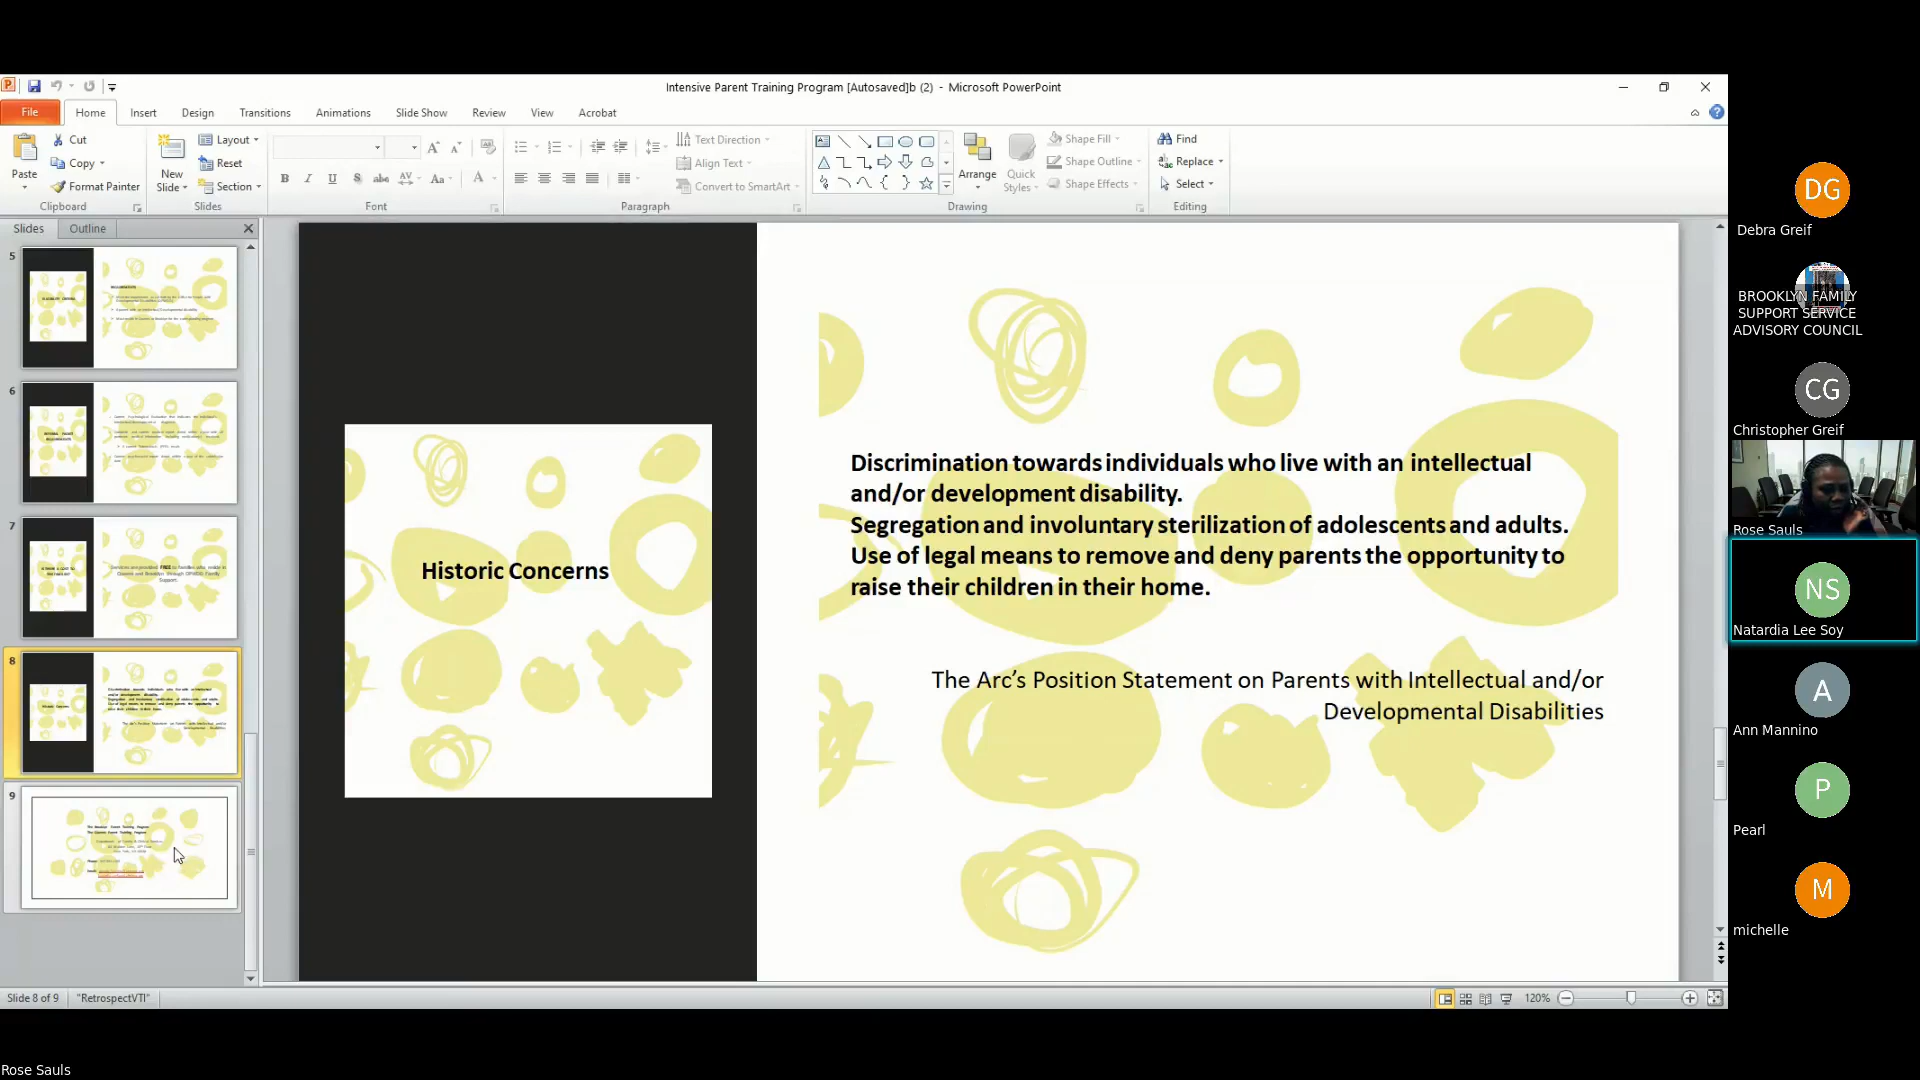 Intensive Parent Training Program [Autosaved]b (2) - Microsoft PowerPoint
File Home Insert Design Transitions Animations Slide Show Review View Acrobat
Paste
Cut
Copy
Format Painter
Clipboard
New
Slide
Layout
Reset
Section
Slides
Font
Text Direction
Align Text
Convert to SmartArt
Paragraph
Arrange
Quick
Styles
Shape Fill
Shape Outline
Shape Effects
Drawing
Find
Replace
Select
Editing
Slides Outline
5
6
7
8
9
Historic Concerns
Discrimination towards individuals who live with an intellectual
and/or development disability.
Segregation and involuntary sterilization of adolescents and adults.
Use of legal means to remove and deny parents the opportunity to
raise their children in their home.
The Arc’s Position Statement on Parents with Intellectual and/or
Developmental Disabilities
DG
Debra Greif
BROOKLYN FAMILY
SUPPORT SERVICE
ADVISORY COUNCIL
CG
Christopher Greif
Rose Sauls
NS
Natardia Lee Soy
A
Ann Mannino
P
Pearl
M
michelle
Slide 8 of 9 "RetrospectVTI"
120%
Rose Sauls